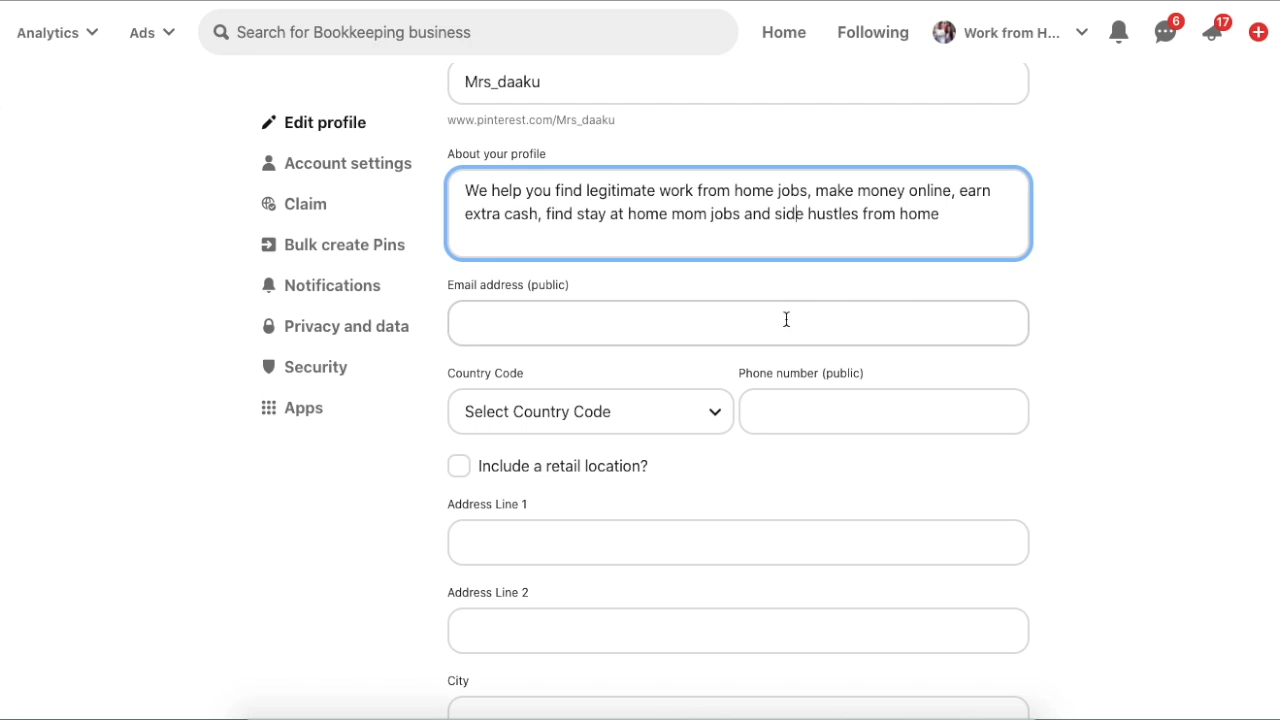 Analytics
Ads
Search for Bookkeeping business
Home
Following
Work from H...
6
17
Mrs_daaku
www.pinterest.com/Mrs_daaku
Edit profile
Account settings
Claim
Bulk create Pins
Notifications
Privacy and data
Security
Apps
About your profile
We help you find legitimate work from home jobs, make money online, earn
extra cash, find stay at home mom jobs and side hustles from home
Email address (public)
Country Code
Phone number (public)
Select Country Code
Include a retail location?
Address Line 1
Address Line 2
City